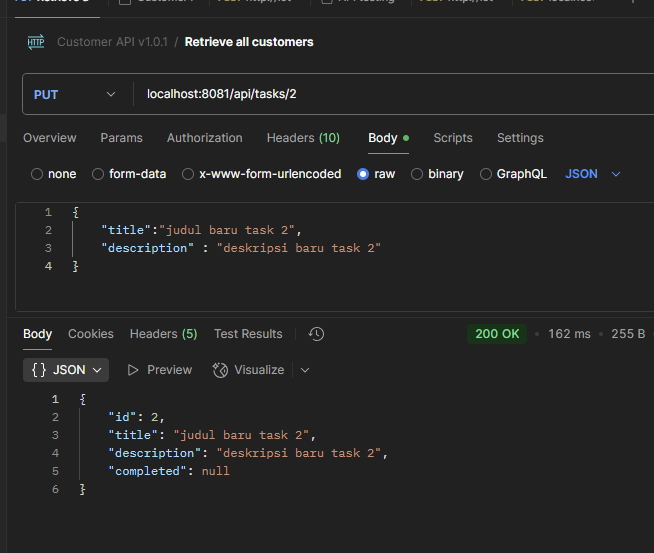 Customer API v1.0.1 / Retrieve all customers
PUT localhost:8081/api/tasks/2
Overview Params Authorization Headers (10) Body Scripts Settings
none form-data x-www-form-urlencoded raw binary GraphQL JSON
1 {
2 "title":"judul baru task 2",
3 "description" : "deskripsi baru task 2"
4 }
Body Cookies Headers (5) Test Results 200 OK • 162 ms • 255 B
{} JSON Preview Visualize
1 {
2 "id": 2,
3 "title": "judul baru task 2",
4 "description": "deskripsi baru task 2",
5 "completed": null
6 }